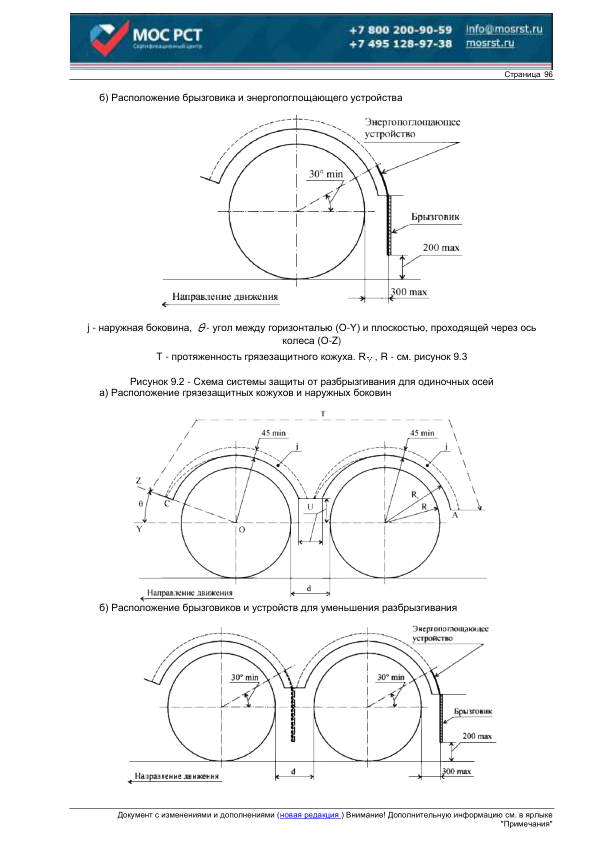 МОС РСТ
Сертификационный центр
+7 800 200-90-59 info@mosrst.ru
+7 495 128-97-38 mosrst.ru
Страница 96
б) Расположение брызговика и энергопоглощающего устройства
Энергопоглощающее
устройство
30° min
Брызговик
200 max
300 max
Направление движения
j - наружная боковина, θ - угол между горизонталью (O-Y) и плоскостью, проходящей через ось
колеса (O-Z)
Т - протяженность грязезащитного кожуха. R V , R - см. рисунок 9.3
Рисунок 9.2 - Схема системы защиты от разбрызгивания для одиночных осей
а) Расположение грязезащитных кожухов и наружных боковин
T
45 min
45 min
j
j
Z
θ
C
Y
O
U
R
R
A
d
Направление движения
б) Расположение брызговиков и устройств для уменьшения разбрызгивания
Энергопоглощающее
устройство
30° min
30° min
Брызговик
200 max
300 max
d
Направление движения
Документ с изменениями и дополнениями (новая редакция ) Внимание! Дополнительную информацию см. в ярлыке
"Примечания"